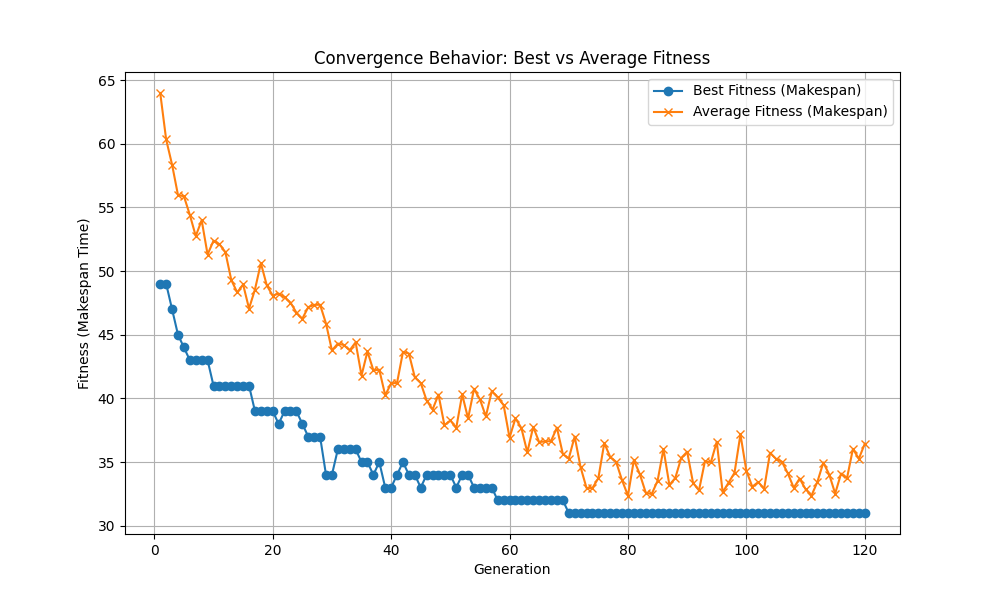 Convergence Behavior: Best vs Average Fitness
Best Fitness (Makespan)
Average Fitness (Makespan)
Fitness (Makespan Time)
65
60
55
50
45
40
35
30
0 20 40 60 80 100 120
Generation